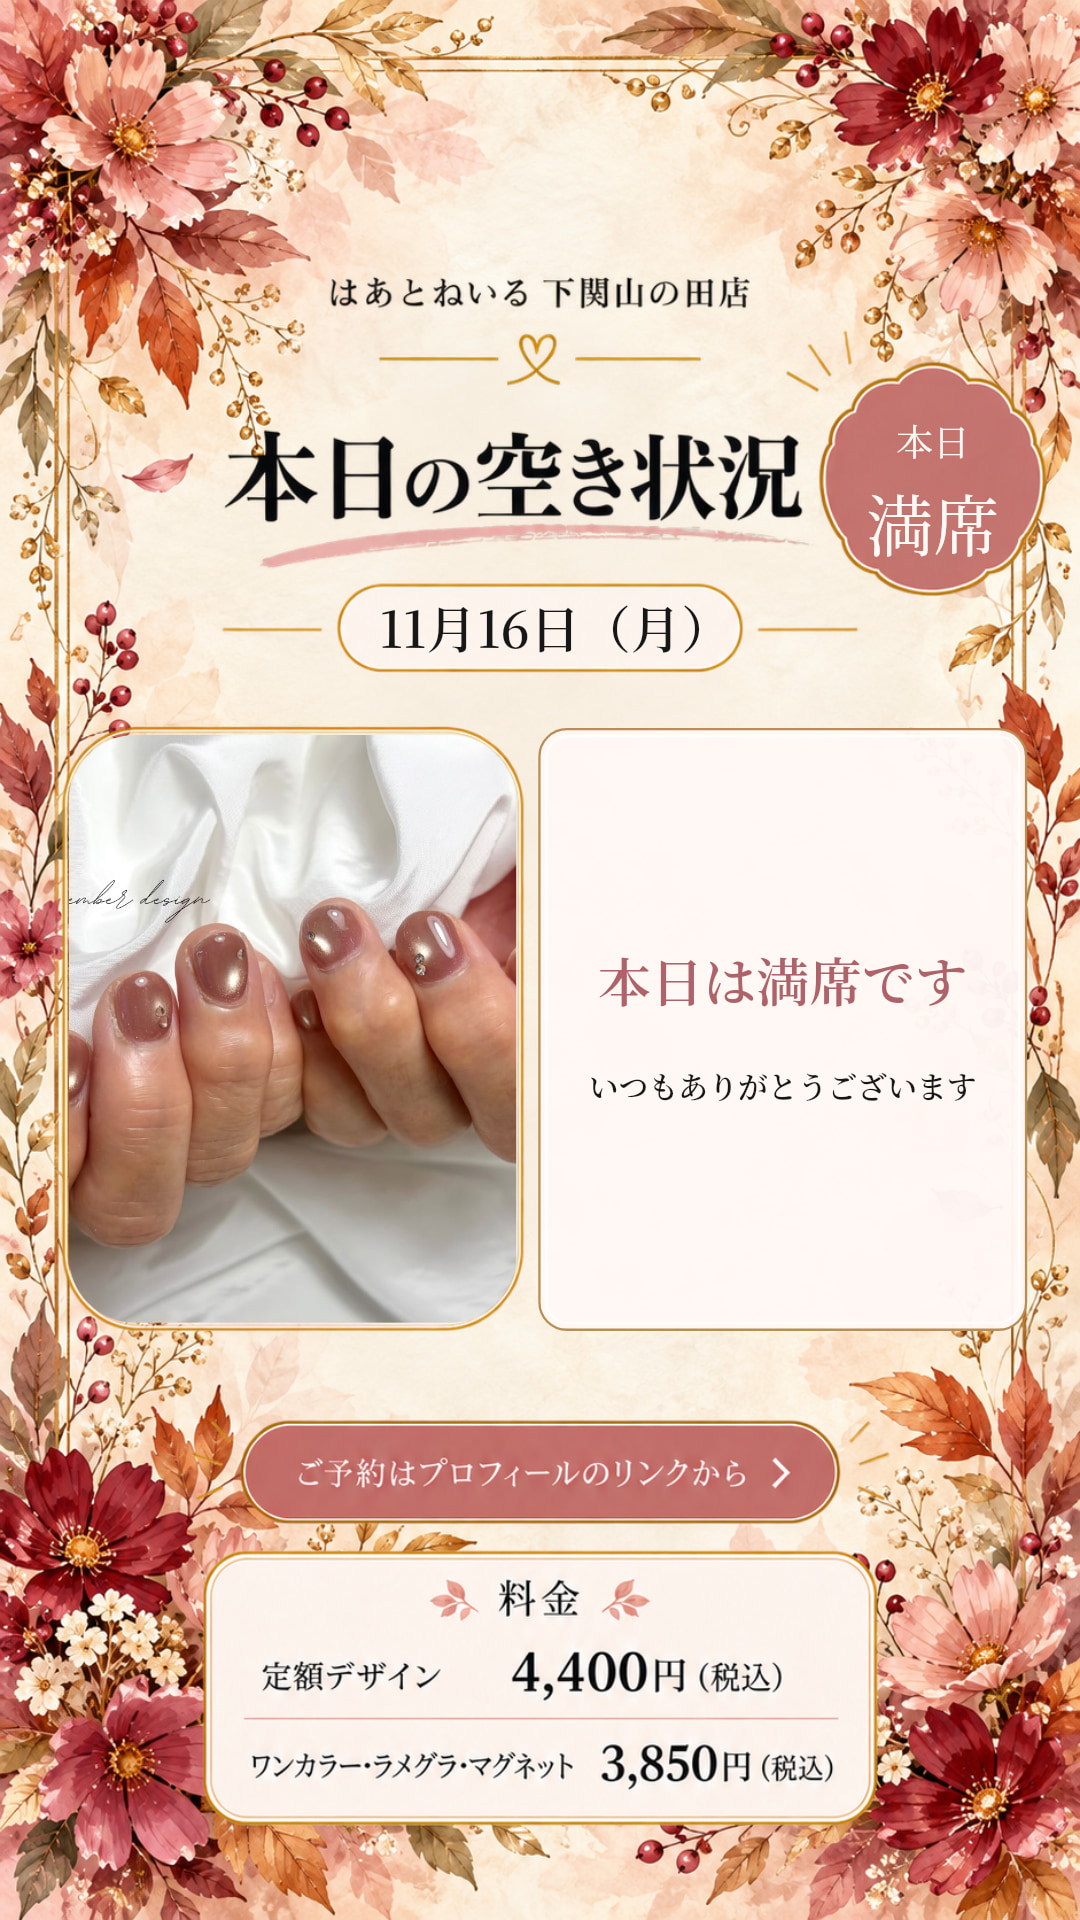 はあとねいる 下関山の田店
本日の空き状況
本日
満席
11月16日（月）
ember design
本日は満席です
いつもありがとうございます
ご予約はプロフィールのリンクから
料金
定額デザイン 4,400円 (税込)
ワンカラー・ラメグラ・マグネット 3,850円 (税込)